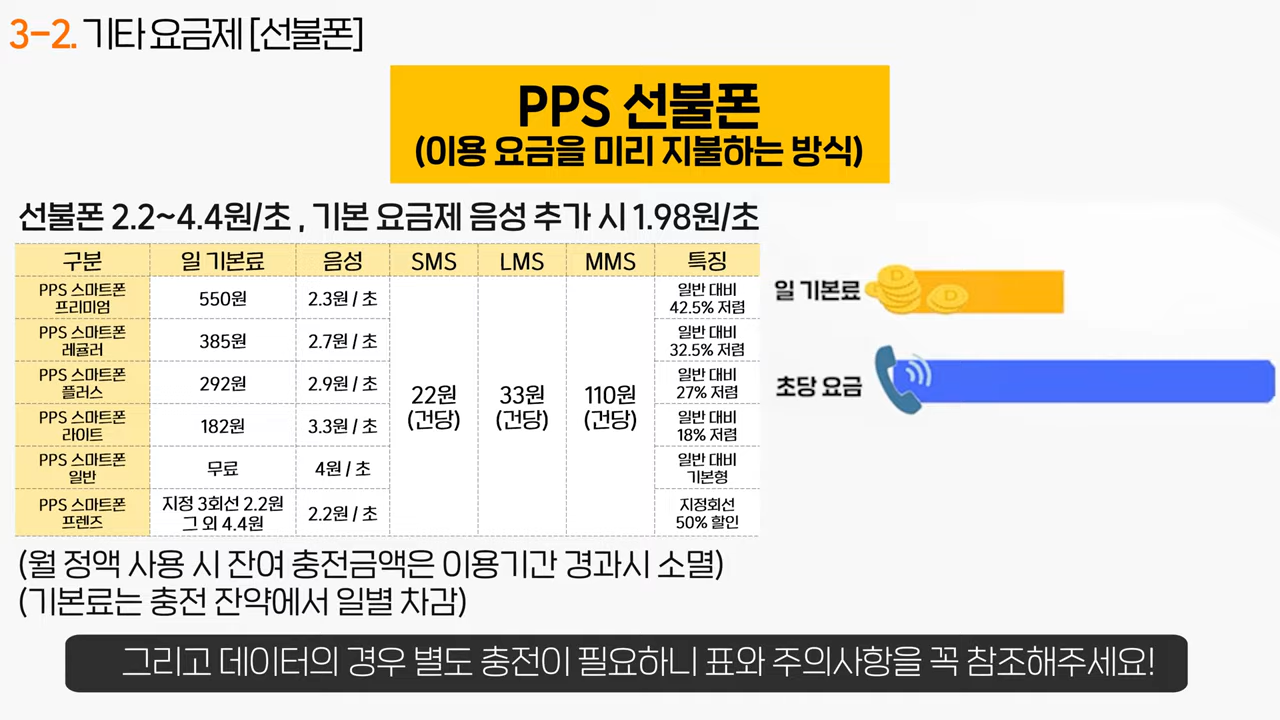 3-2. 기타 요금제 [선불폰]
PPS 선불폰
(이용 요금을 미리 지불하는 방식)
선불폰 2.2~4.4원/초 , 기본 요금제 음성 추가 시 1.98원/초
구분 일 기본료 음성 SMS LMS MMS 특징
PPS 스마트폰
프리미엄
550원
2.3원 / 초
일반 대비
42.5% 저렴
PPS 스마트폰
레귤러
385원
2.7원 / 초
일반 대비
32.5% 저렴
PPS 스마트폰
플러스
292원
2.9원 / 초
22원
(건당)
33원
(건당)
110원
(건당)
일반 대비
27% 저렴
PPS 스마트폰
라이트
182원
3.3원 / 초
일반 대비
18% 저렴
PPS 스마트폰
일반
무료
4원 / 초
일반 대비
기본형
PPS 스마트폰
프렌즈
지정 3회선 2.2원
그 외 4.4원
2.2원 / 초
지정회선
50% 할인
일 기본료
초당 요금
(월 정액 사용 시 잔여 충전금액은 이용기간 경과시 소멸)
(기본료는 충전 잔약에서 일별 차감)
그리고 데이터의 경우 별도 충전이 필요하니 표와 주의사항을 꼭 참조해주세요!